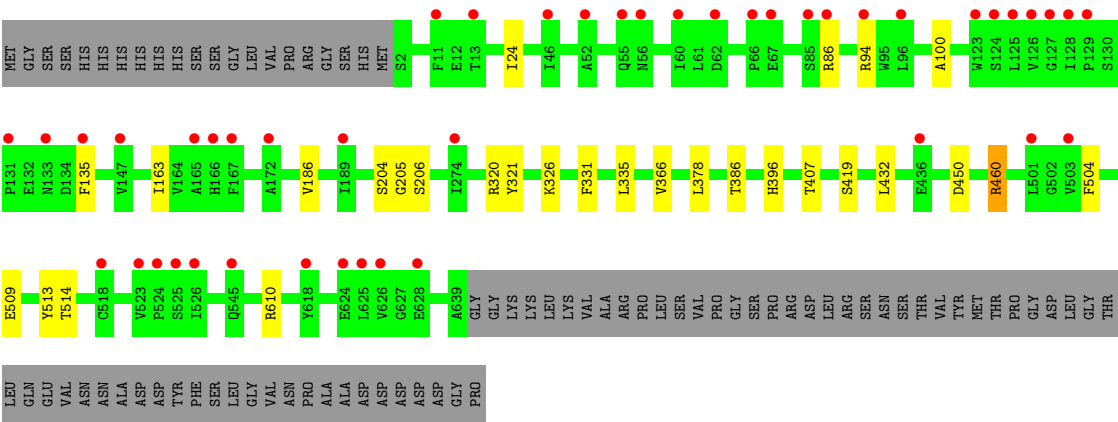 MET GLY SER SER HIS HIS HIS HIS HIS HIS SER SER GLY LEU VAL PRO ARG GLY SER HIS MET S2 F11 E12 T13 I24 I46 A52 Q55 N56 I60 L61 D62 P66 E67 S85 R86 R94 W95 L96 A100 W123 S124 L125 V126 G127 I128 P129 S130
P131 E132 N133 D134 F135 V147 I163 V164 A165 H166 F167 A172 V186 I189 S204 G205 S206 I274 R320 Y321 K326 F331 L335 V366 L378 T386 H396 T407 S419 L432 E436 D450 R460 L501 G502 V503 F504
E509 Y513 T514 C518 V523 P524 S525 I526 Q545 R610 Y618 E624 L625 V626 G627 E628 A639 GLY GLY LYS LYS LEU LYS VAL ALA ARG PRO LEU SER VAL PRO GLY SER PRO ARG ASP LEU ARG SER ASN SER THR VAL TYR MET THR PRO GLY ASP LEU GLY THR
LEU GLN GLU VAL ASN ASN ALA ASP ASP TYR PHE SER LEU GLY VAL ASN PRO ALA ALA ASP ASP ASP ASP GLY PRO